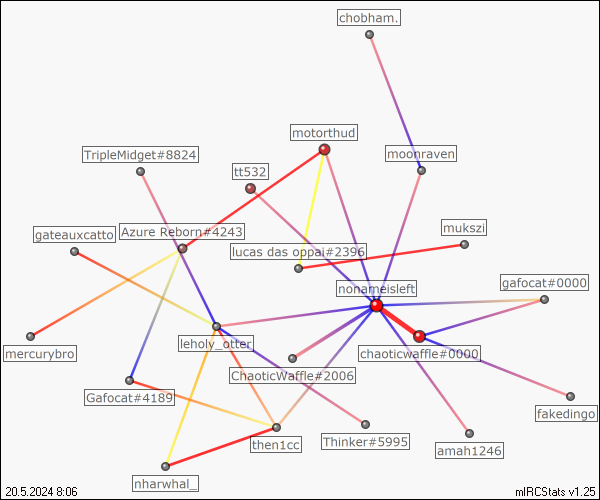 chobham.
motorthud
TripleMidget#8824
moonraven
tt532
gateauxcatto
Azure Reborn#4243
mukszi
lucas das oppai#2396
nonameisleft
gafocat#0000
mercurybro
leholy_otter
chaoticwaffle#0000
ChaoticWaffle#2006
Gafocat#4189
fakedingo
then1cc
Thinker#5995
amah1246
nharwhal_
20.5.2024 8:06
mIRCStats v1.25